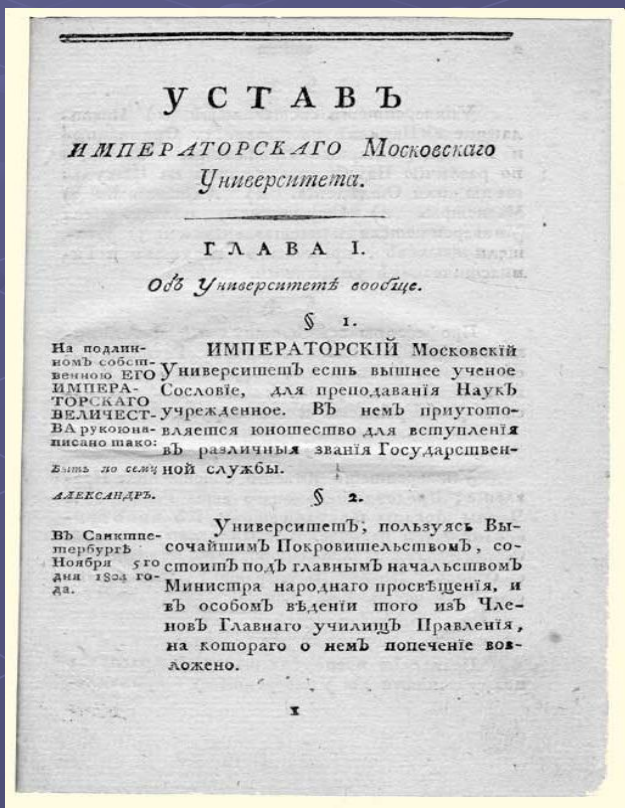 УСТАВЪ
ИМПЕРАТОРСКАГО Московскаго
Университета.
ГЛАВА I.
Объ Университетѣ вообще.
§ 1.
На подлин-
номъ собст-
венною ЕГО
ИМПЕРА-
ТОРСКАГО
ВЕЛИЧЕСТ-
ВА рукою на-
писано тако:
Быть по сему
АЛЕКСАНДРЪ.
Въ Санктпе-
тербургѣ
Ноября 5го
дня 1804 го-
да.
ИМПЕРАТОРСКІЙ Московскій
Университетъ есть вышнее ученое
Сословіе, для преподаванія Наукъ
учрежденное. Въ немъ приугото-
вляется юношество для вступленія
въ различныя званія Государствен-
ной службы.
§ 2.
Университетъ, пользуясь Вы-
сочайшимъ Покровительствомъ, со-
стоитъ подъ главнымъ начальствомъ
Министра народнаго просвѣщенія, и
въ особомъ вѣденіи того изъ Чле-
новъ Главнаго училищъ Правленія,
на котораго о немъ попеченіе воз-
ложено.
1